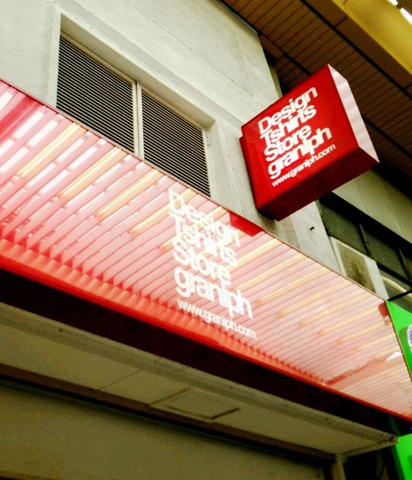 Design
Tshirts
Store
graniph
www.graniph.com
Design
Tshirts
Store
graniph
www.graniph.com